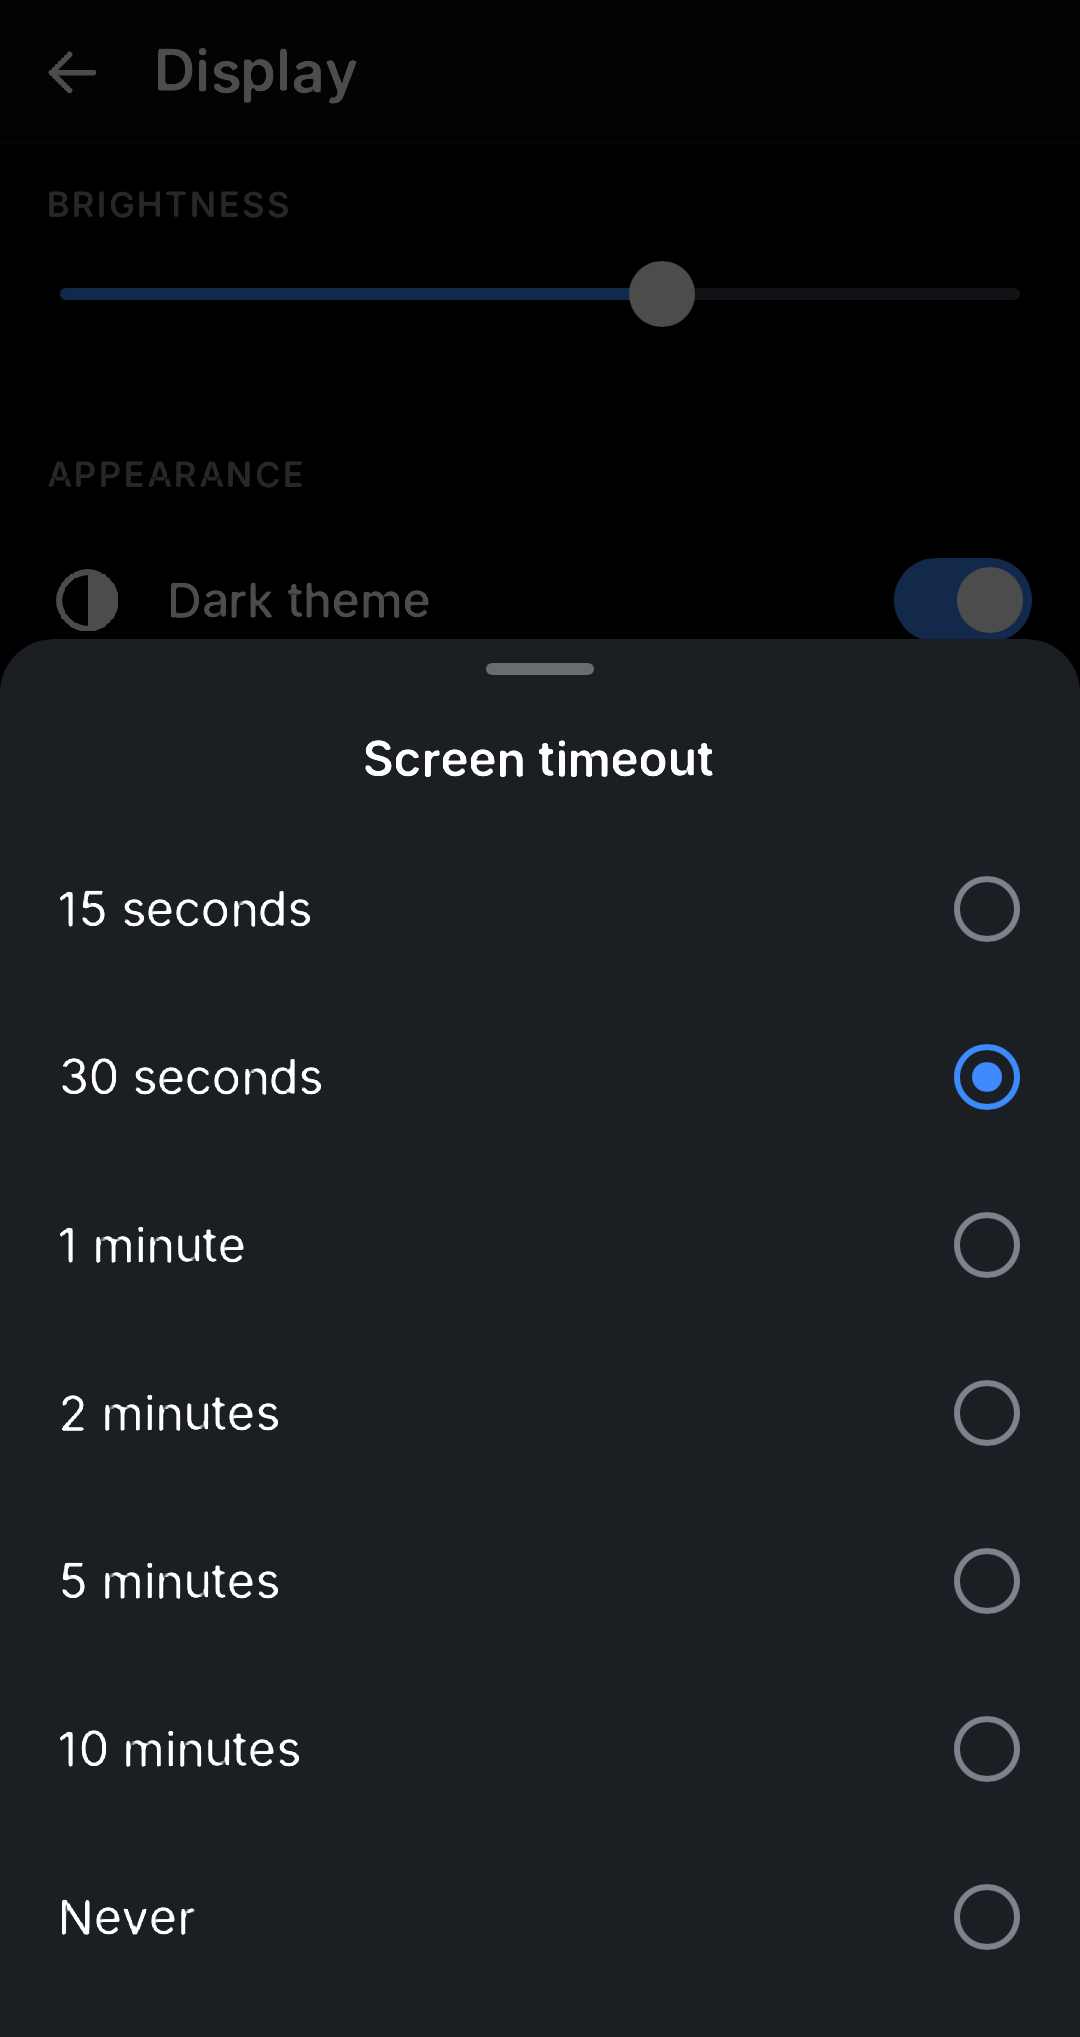 Display
BRIGHTNESS
APPEARANCE
Dark theme
Screen timeout
15 seconds
30 seconds
1 minute
2 minutes
5 minutes
10 minutes
Never